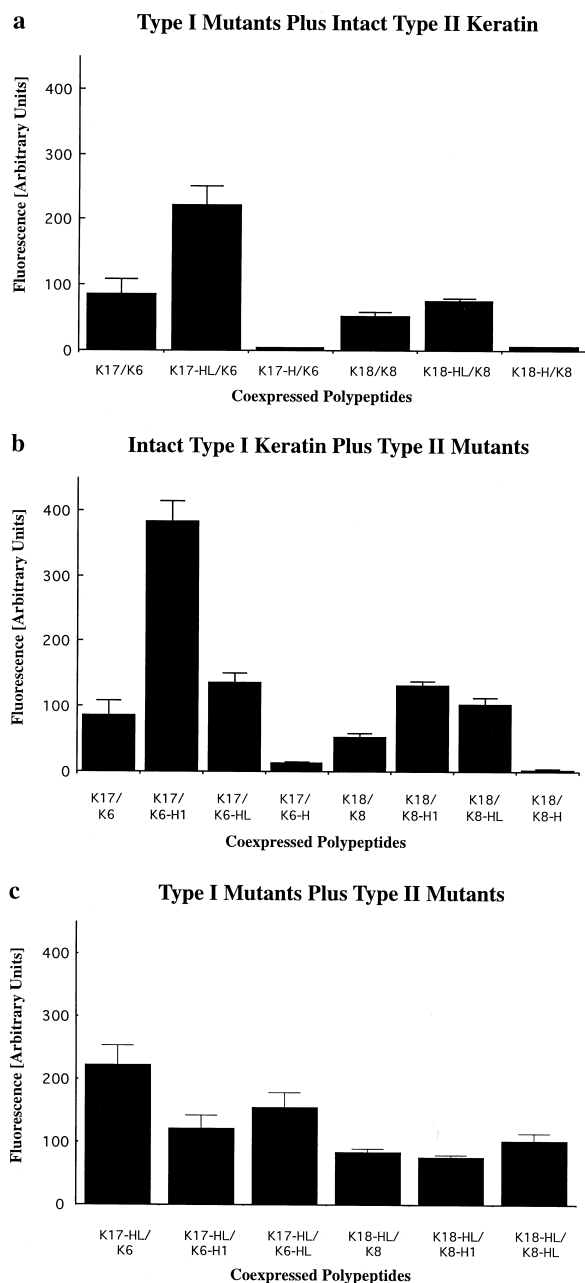 a
Type I Mutants Plus Intact Type II Keratin
Fluorescence [Arbitrary Units]
400
300
200
100
0
K17/K6 K17-HL/K6 K17-H/K6 K18/K8 K18-HL/K8 K18-H/K8
Coexpressed Polypeptides
b
Intact Type I Keratin Plus Type II Mutants
Fluorescence [Arbitrary Units]
400
300
200
100
0
K17/ K17/ K17/ K17/ K18/ K18/ K18/ K18/
K6 K6-H1 K6-HL K6-H K8 K8-H1 K8-HL K8-H
Coexpressed Polypeptides
c
Type I Mutants Plus Type II Mutants
Fluorescence [Arbitrary Units]
400
300
200
100
0
K17-HL/ K17-HL/ K17-HL/ K18-HL/ K18-HL/ K18-HL/
K6 K6-H1 K6-HL K8 K8-H1 K8-HL
Coexpressed Polypeptides